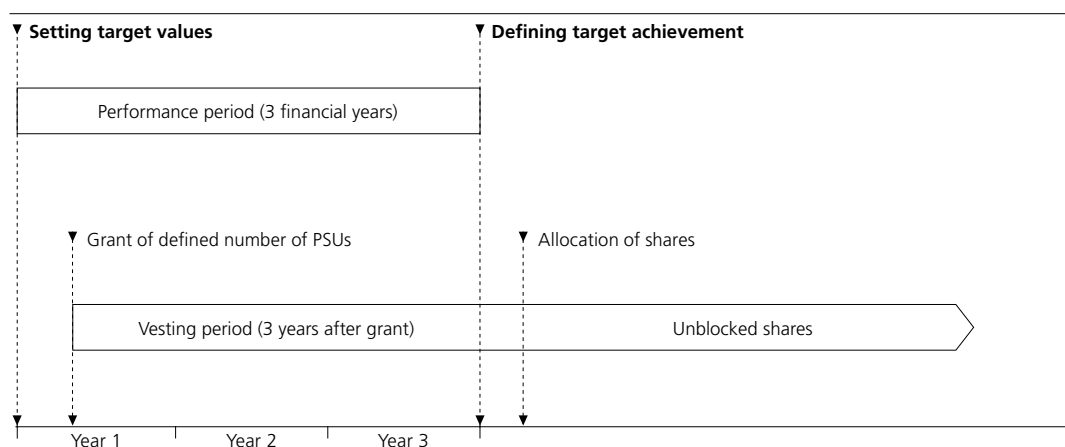 Setting target values
Defining target achievement
Performance period (3 financial years)
Grant of defined number of PSUs
Allocation of shares
Vesting period (3 years after grant)
Unblocked shares
Year 1
Year 2
Year 3